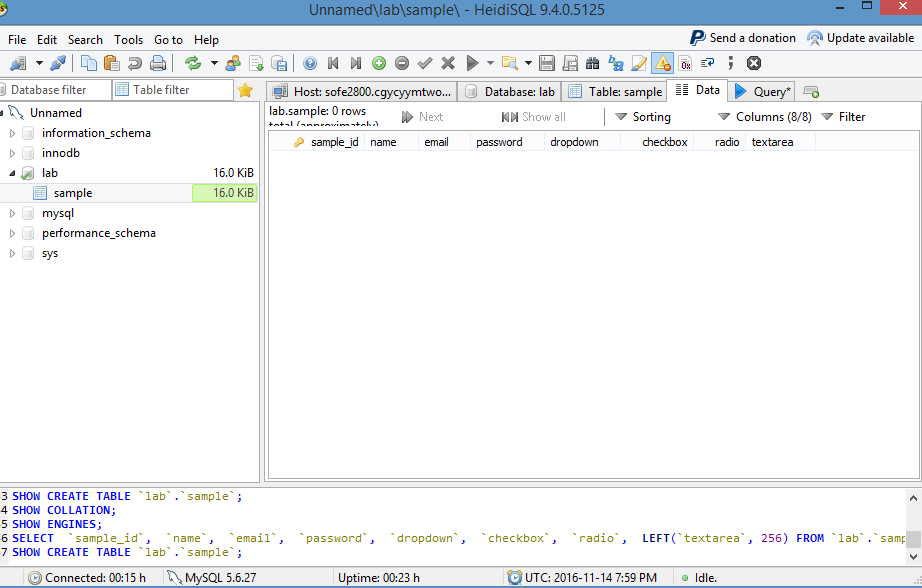 Unnamed\lab\sample\ - HeidiSQL 9.4.0.5125
File Edit Search Tools Go to Help Send a donation Update available
Database filter Table filter Host: sofe2800.cgycyymtwo... Database: lab Table: sample Data Query*
lab.sample: 0 rows
total (approximately) Next Show all Sorting Columns (8/8) Filter
sample_id name email password dropdown checkbox radio textarea
Unnamed
information_schema
innodb
lab 16.0 KiB
sample 16.0 KiB
mysql
performance_schema
sys
3 SHOW CREATE TABLE `lab`.`sample`;
4 SHOW COLLATION;
5 SHOW ENGINES;
6 SELECT `sample_id`, `name`, `email`, `password`, `dropdown`, `checkbox`, `radio`, LEFT(`textarea`, 256) FROM `lab`.`samp
7 SHOW CREATE TABLE `lab`.`sample`;
Connected: 00:15 h MySQL 5.6.27 Uptime: 00:23 h UTC: 2016-11-14 7:59 PM Idle.